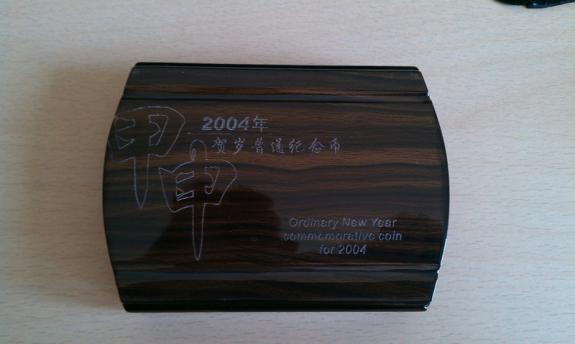 甲申
2004年
贺岁普通纪念币
Ordinary New Year
commemorative coin
for 2004